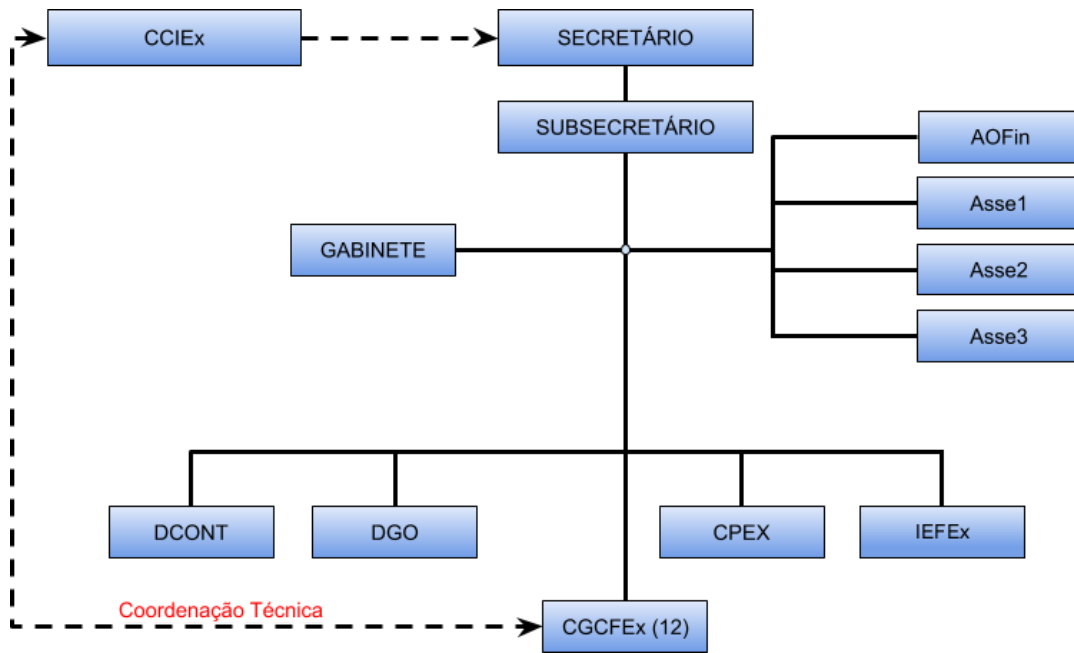 CCIEx
SECRETÁRIO
SUBSECRETÁRIO
AOFin
Asse1
GABINETE
Asse2
Asse3
DCONT
DGO
CPEX
IEFEx
Coordenação Técnica
CGCFEx (12)